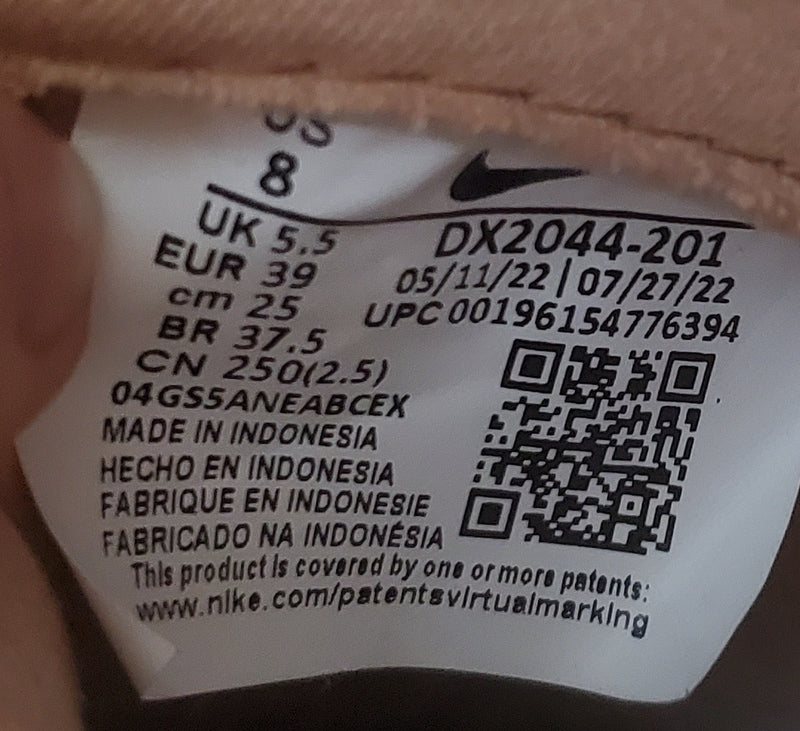 US
8
UK 5.5
EUR 39
cm 25
BR 37.5
CN 250(2.5)
04GS5ANEABCEX
MADE IN INDONESIA
HECHO EN INDONESIA
FABRIQUE EN INDONESIE
FABRICADO NA INDONÉSIA
DX2044-201
05/11/22 | 07/27/22
UPC 00196154776394
This product is covered by one or more patents:
www.nike.com/patentsvirtualmarking